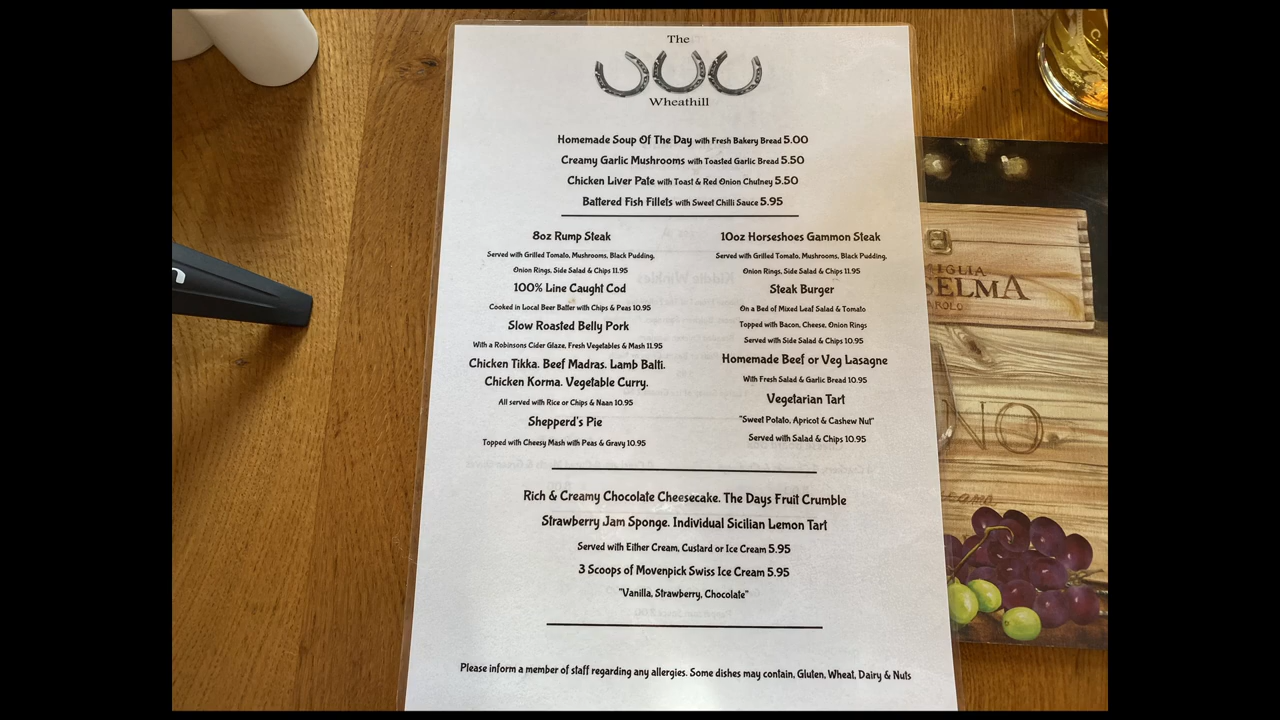 The
Wheathill
Homemade Soup Of The Day with Fresh Bakery Bread 5.00
Creamy Garlic Mushrooms with Toasted Garlic Bread 5.50
Chicken Liver Pate with Toast & Red Onion Chutney 5.50
Battered Fish Fillets with Sweet Chilli Sauce 5.95
8oz Rump Steak
Served with Grilled Tomato, Mushrooms, Black Pudding,
Onion Rings, Side Salad & Chips 11.95
100% Line Caught Cod
Cooked in Local Beer Batter with Chips & Peas 10.95
Slow Roasted Belly Pork
With a Robinsons Cider Glaze, Fresh Vegetables & Mash 11.95
Chicken Tikka. Beef Madras. Lamb Balti.
Chicken Korma. Vegetable Curry.
All served with Rice or Chips & Naan 10.95
Shepperd's Pie
Topped with Cheesy Mash with Peas & Gravy 10.95
10oz Horseshoes Gammon Steak
Served with Grilled Tomato, Mushrooms, Black Pudding,
Onion Rings, Side Salad & Chips 11.95
Steak Burger
On a Bed of Mixed Leaf Salad & Tomato
Topped with Bacon, Cheese, Onion Rings
Served with Side Salad & Chips 10.95
Homemade Beef or Veg Lasagne
With Fresh Salad & Garlic Bread 10.95
Vegetarian Tart
"Sweet Potato, Apricot & Cashew Nut"
Served with Salad & Chips 10.95
Rich & Creamy Chocolate Cheesecake. The Days Fruit Crumble
Strawberry Jam Sponge. Individual Sicilian Lemon Tart
Served with Either Cream, Custard or Ice Cream 5.95
3 Scoops of Movenpick Swiss Ice Cream 5.95
"Vanilla, Strawberry, Chocolate"
Please inform a member of staff regarding any allergies. Some dishes may contain, Gluten, Wheat, Dairy & Nuts
MIGLIA
SELMA
ROLO
NO